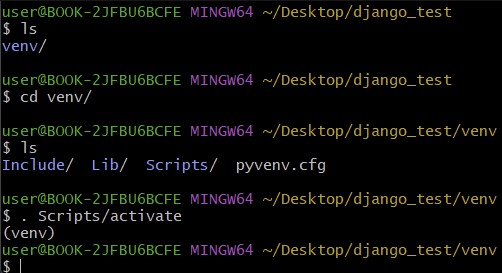 user@BOOK-2JFBU6BCFE MINGW64 ~/Desktop/django_test
$ ls
venv/
user@BOOK-2JFBU6BCFE MINGW64 ~/Desktop/django_test
$ cd venv/
user@BOOK-2JFBU6BCFE MINGW64 ~/Desktop/django_test/venv
$ ls
Include/  Lib/  Scripts/  pyvenv.cfg
user@BOOK-2JFBU6BCFE MINGW64 ~/Desktop/django_test/venv
$ . Scripts/activate
(venv)
user@BOOK-2JFBU6BCFE MINGW64 ~/Desktop/django_test/venv
$